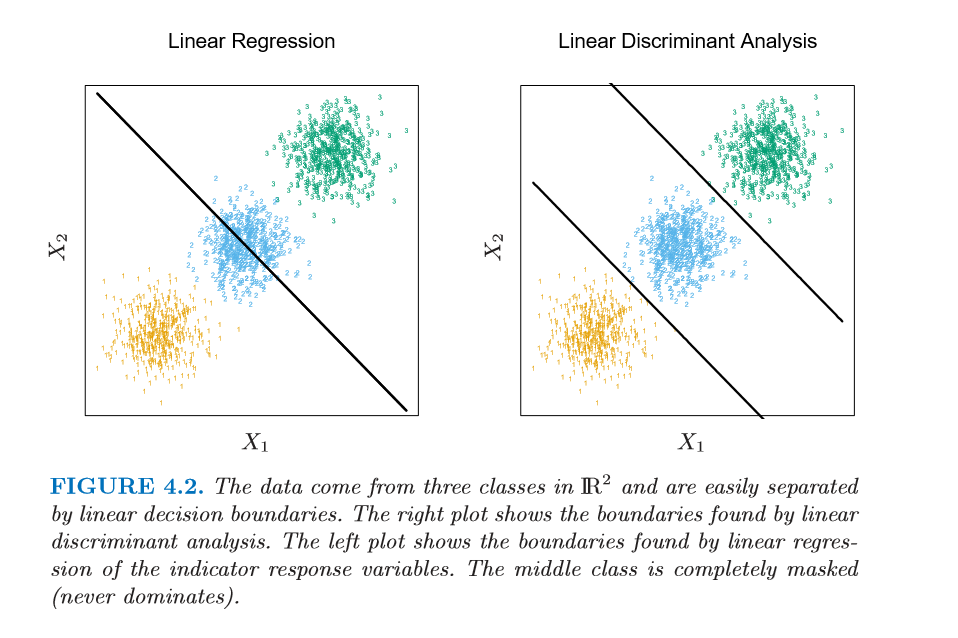 Linear Regression
Linear Discriminant Analysis
X2
X1
X2
X1
FIGURE 4.2. The data come from three classes in IR² and are easily separated
by linear decision boundaries. The right plot shows the boundaries found by linear
discriminant analysis. The left plot shows the boundaries found by linear regres-
sion of the indicator response variables. The middle class is completely masked
(never dominates).